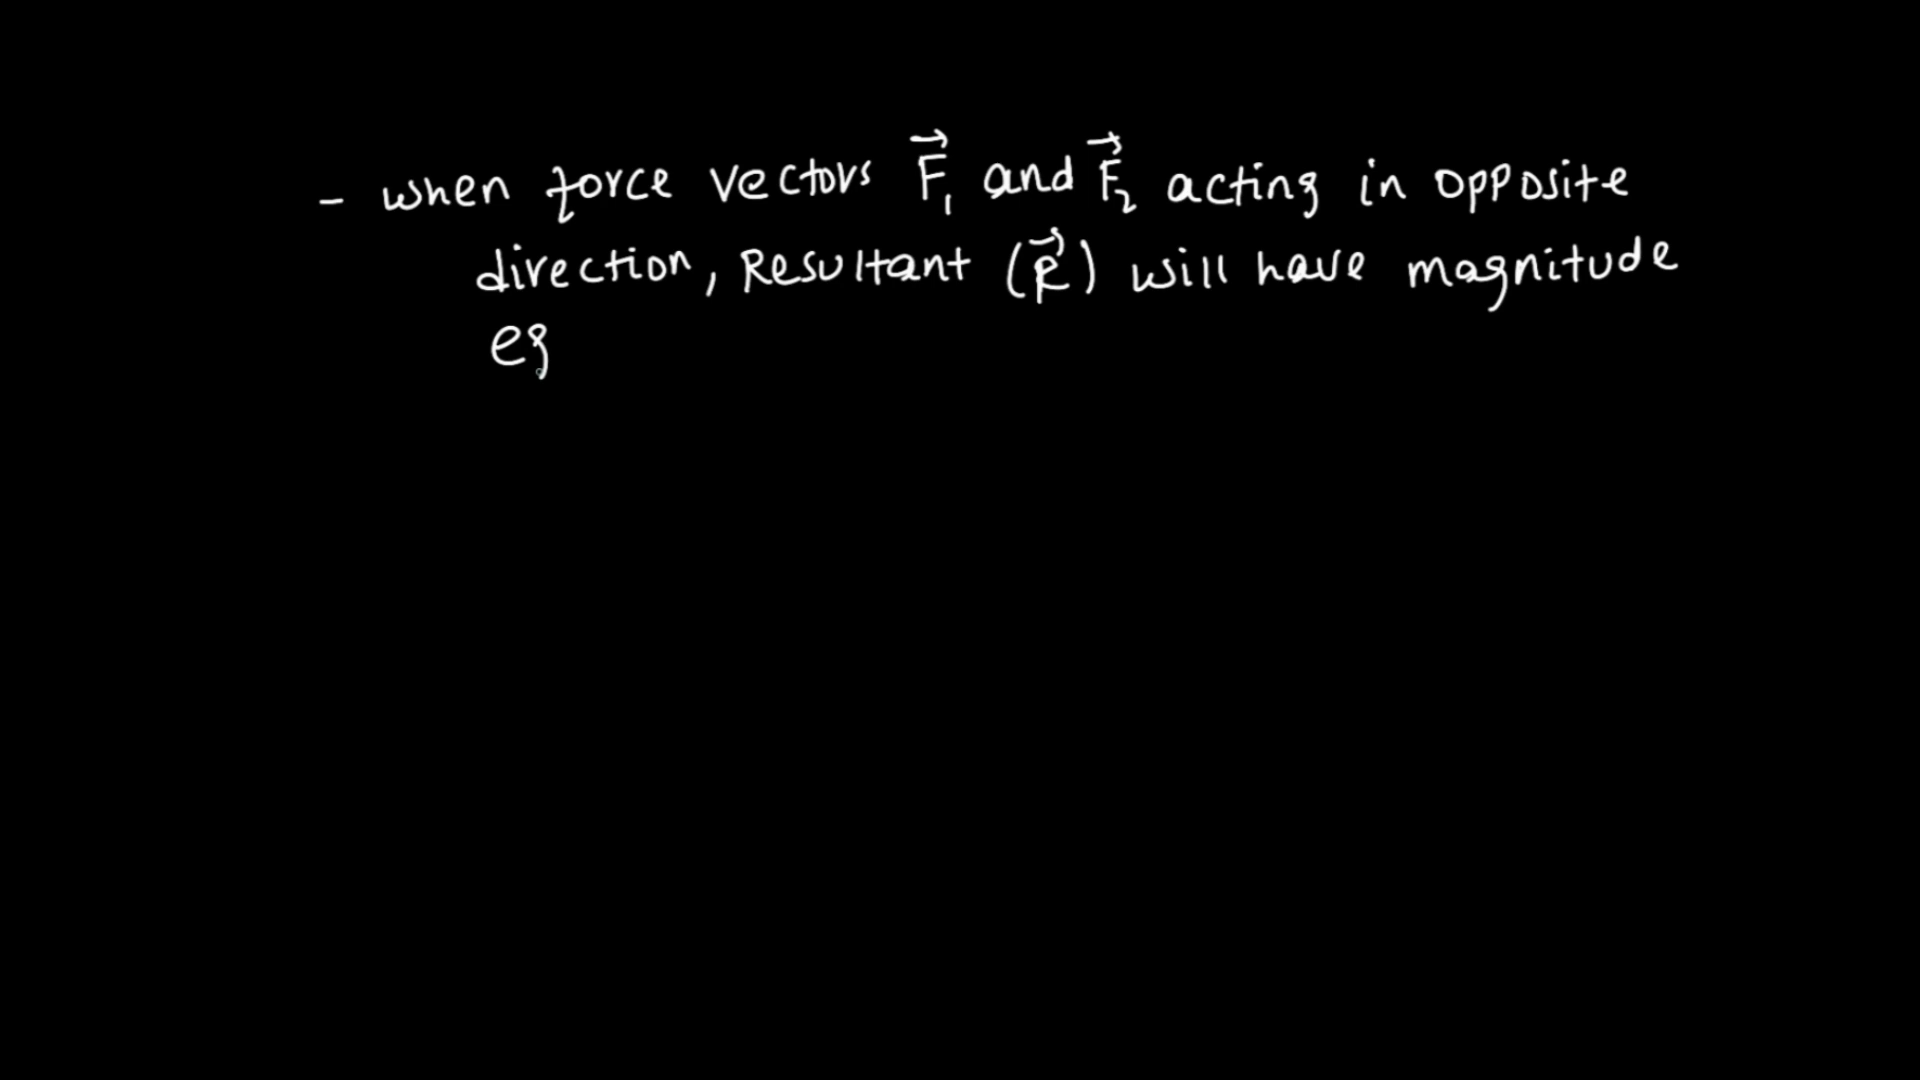 - when force vectors F⃗₁ and F⃗₂ acting in opposite
direction, Resultant (R⃗) will have magnitude
eg